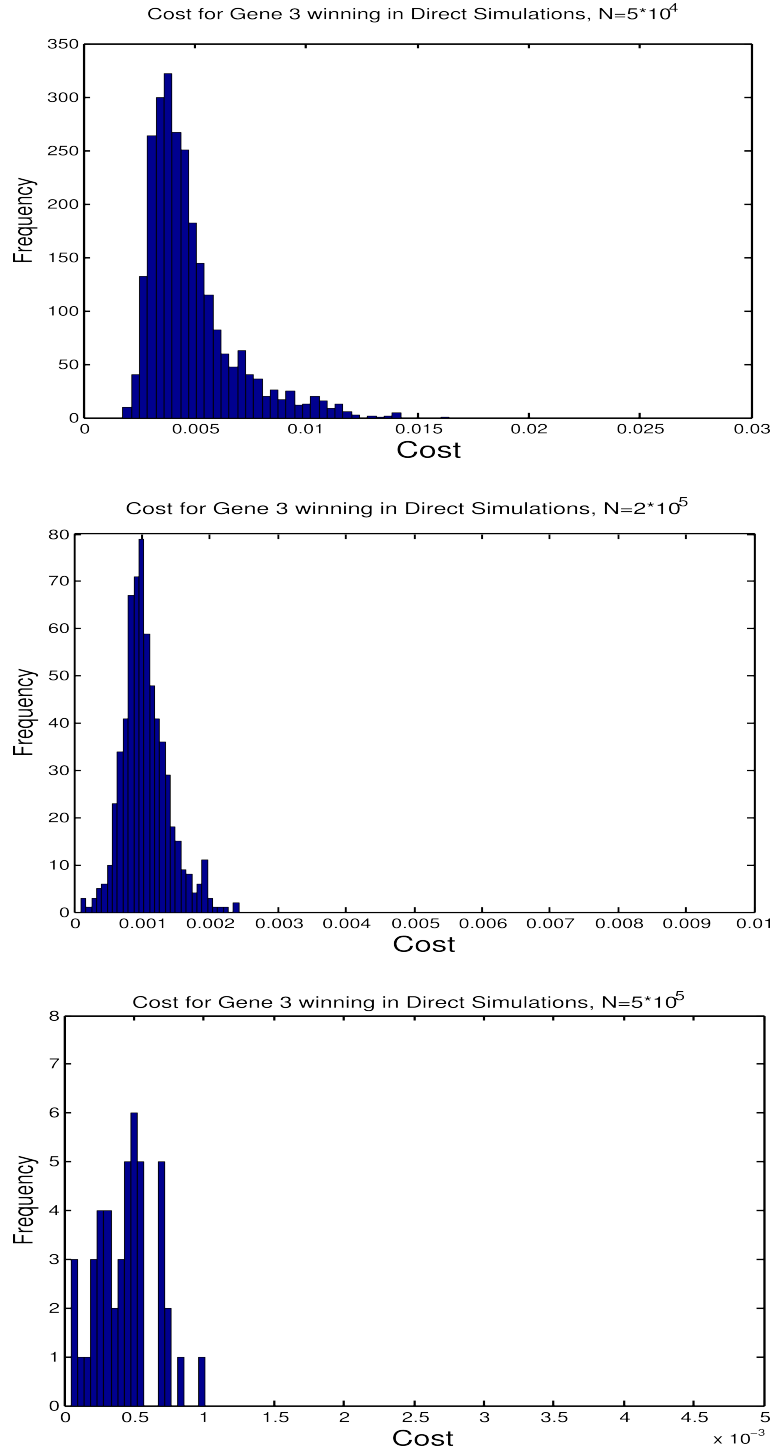 Cost for Gene 3 winning in Direct Simulations, N=5*10^4
350
300
250
200
150
100
50
0
Frequency
0 0.005 0.01 0.015 0.02 0.025 0.03
Cost
Cost for Gene 3 winning in Direct Simulations, N=2*10^5
80
70
60
50
40
30
20
10
0
Frequency
0 0.001 0.002 0.003 0.004 0.005 0.006 0.007 0.008 0.009 0.01
Cost
Cost for Gene 3 winning in Direct Simulations, N=5*10^5
8
7
6
5
4
3
2
1
0
Frequency
0 0.5 1 1.5 2 2.5 3 3.5 4 4.5 5
Cost
× 10^−3